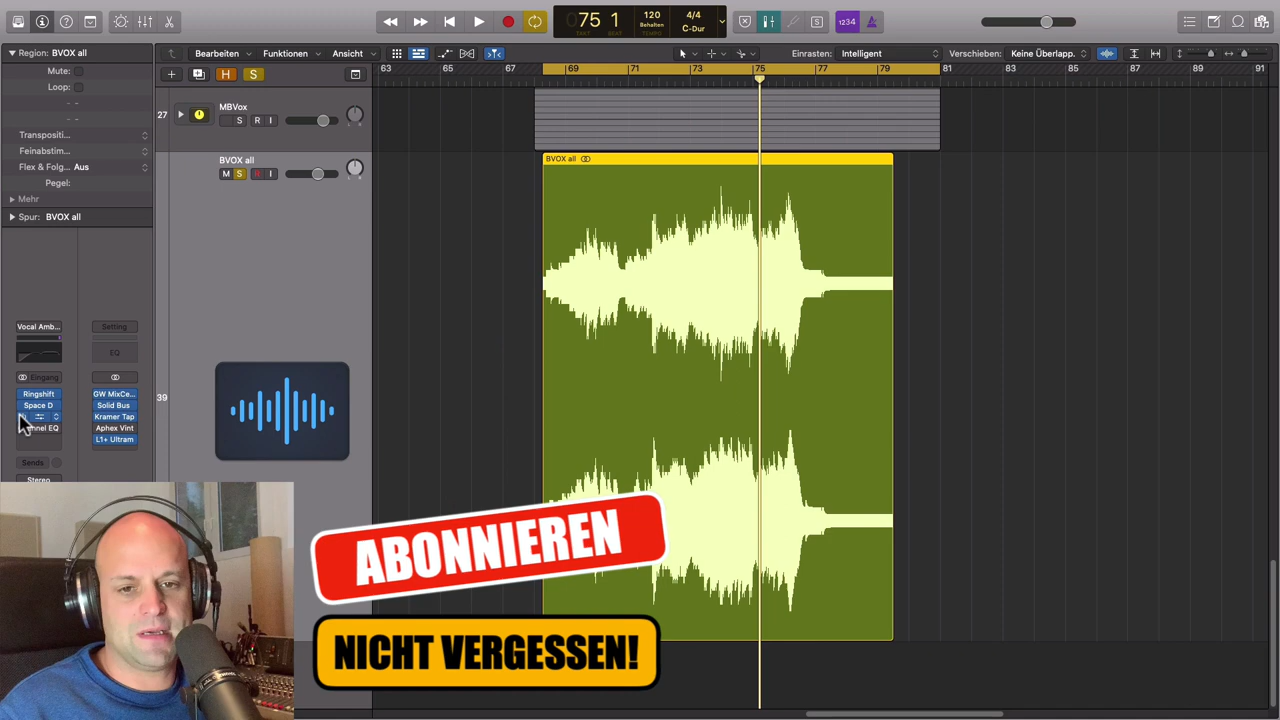 75 1
TAKT
BEAT
120
Behalten
TEMPO
4/4
C-Dur
S
1234
Region: BVOX all
Mute:
Loop:
- -
- -
Transpositi...
Feinabstim...
Flex & Folg... Aus
Pegel:
Mehr
Spur: BVOX all
Bearbeiten
Funktionen
Ansicht
Einrasten: Intelligent
Verschieben: Keine Überlapp.
H
S
63
65
67
69
71
73
75
77
79
81
83
85
87
89
91
27
MBVox
S R I
BVOX all
M S R I
39
BVOX all
Vocal Amb...
Setting
EQ
Eingang
Ringshift
Space D
nnel EQ
Sends
Stereo
GW MixCe...
Solid Bus
Kramer Tap
Aphex Vint
L1+ Ultram
ABONNIEREN
NICHT VERGESSEN!